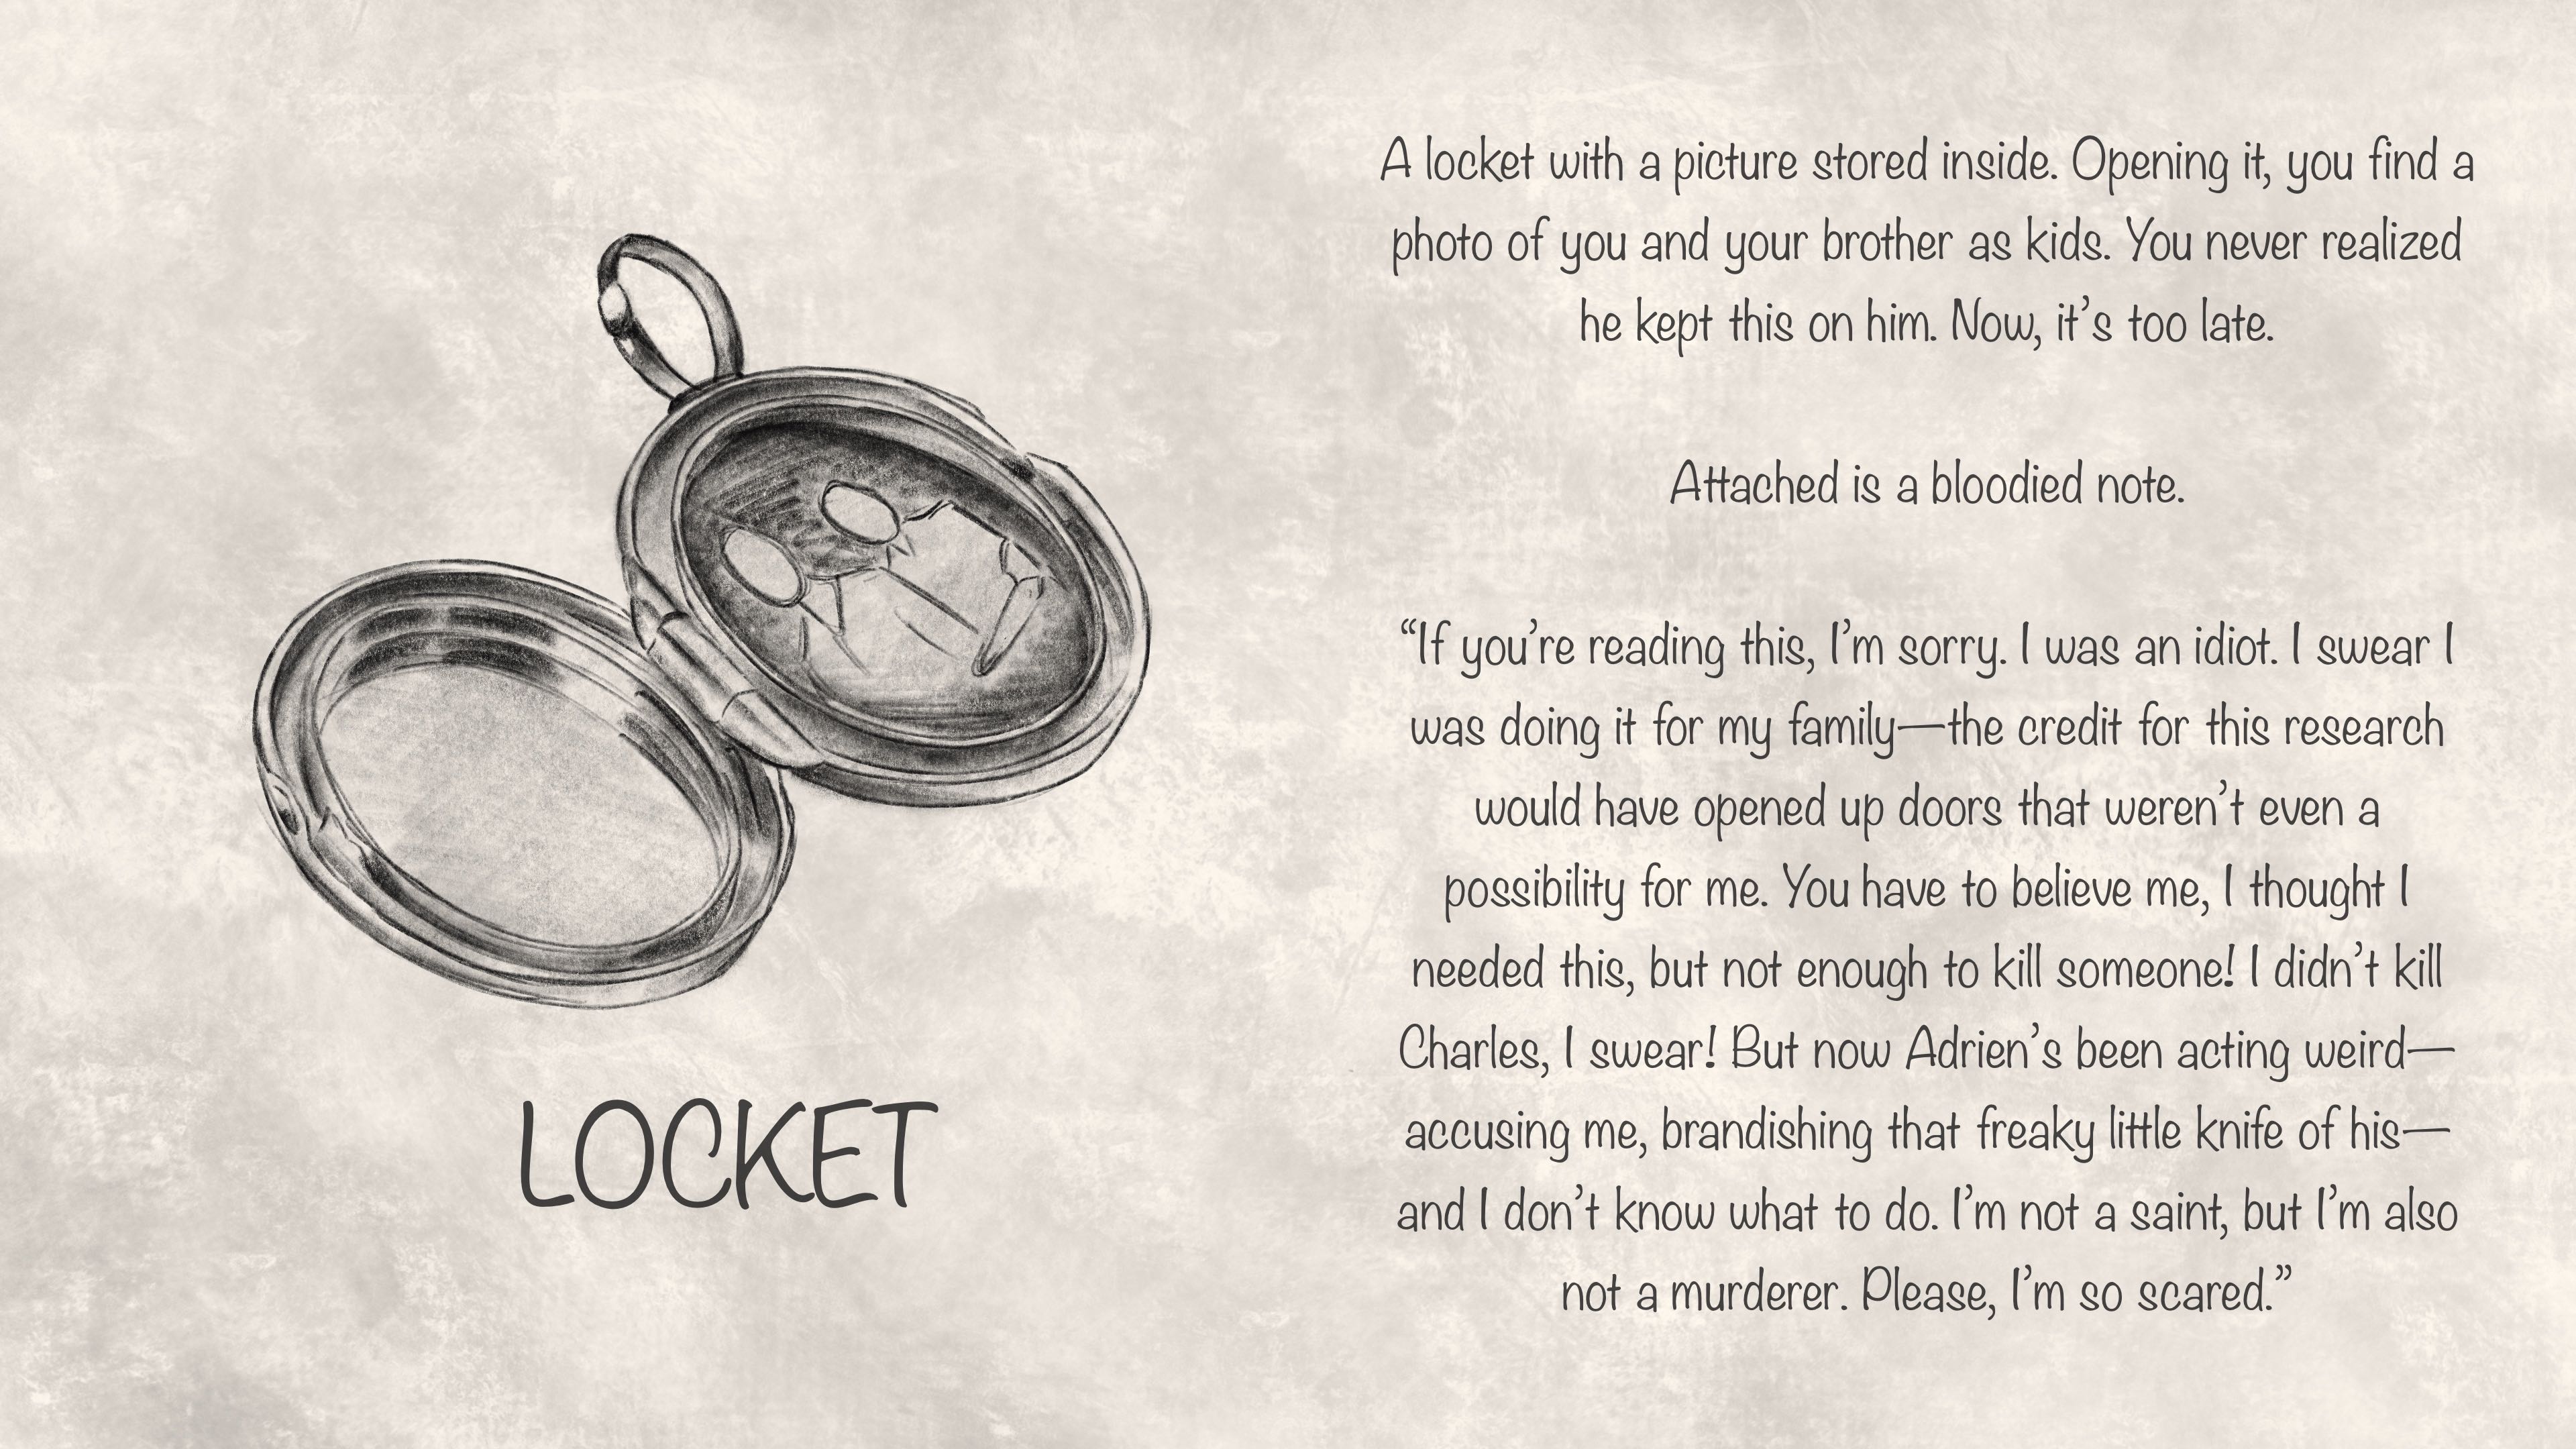 LOCKET
A locket with a picture stored inside. Opening it, you find a
photo of you and your brother as kids. You never realized
he kept this on him. Now, it’s too late.
Attached is a bloodied note.
“If you’re reading this, I’m sorry. I was an idiot. I swear I
was doing it for my family—the credit for this research
would have opened up doors that weren’t even a
possibility for me. You have to believe me, I thought I
needed this, but not enough to kill someone! I didn’t kill
Charles, I swear! But now Adrien’s been acting weird—
accusing me, brandishing that freaky little knife of his—
and I don’t know what to do. I’m not a saint, but I’m also
not a murderer. Please, I’m so scared.”